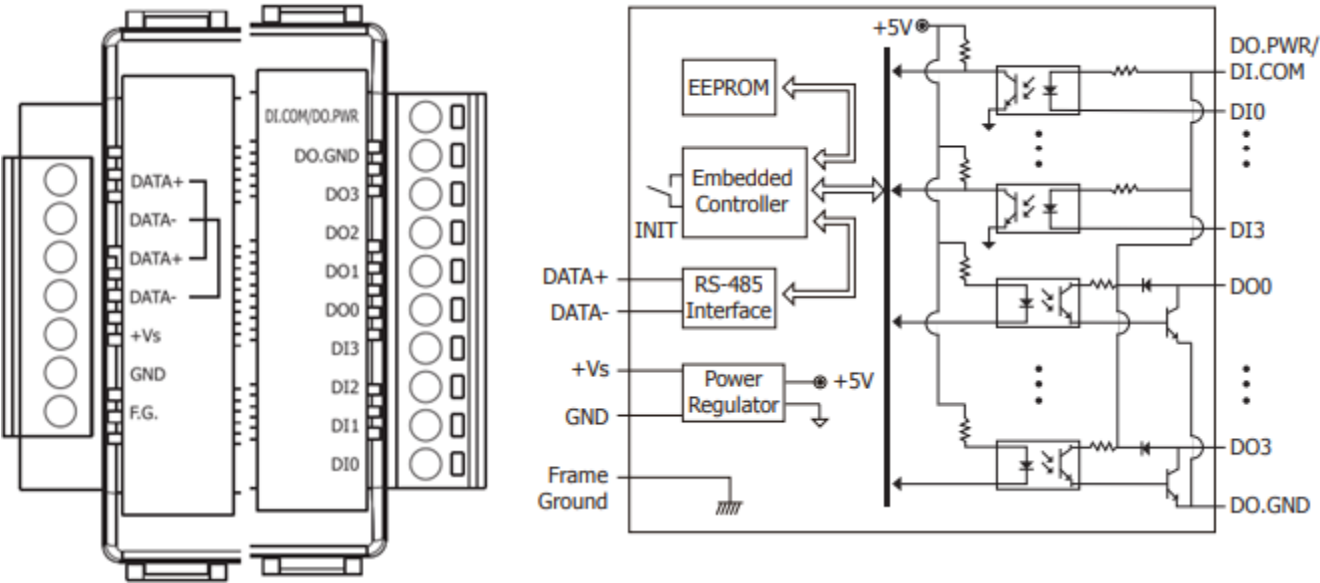 DATA+
DATA-
DATA+
DATA-
+Vs
GND
F.G.
DI.COM/DO.PWR
DO.GND
DO3
DO2
DO1
DO0
DI3
DI2
DI1
DI0
+5V
EEPROM
Embedded
Controller
INIT
DATA+
DATA-
RS-485
Interface
+Vs
GND
Power
Regulator
+5V
Frame
Ground
DO.PWR/
DI.COM
DI0
DI3
DO0
DO3
DO.GND